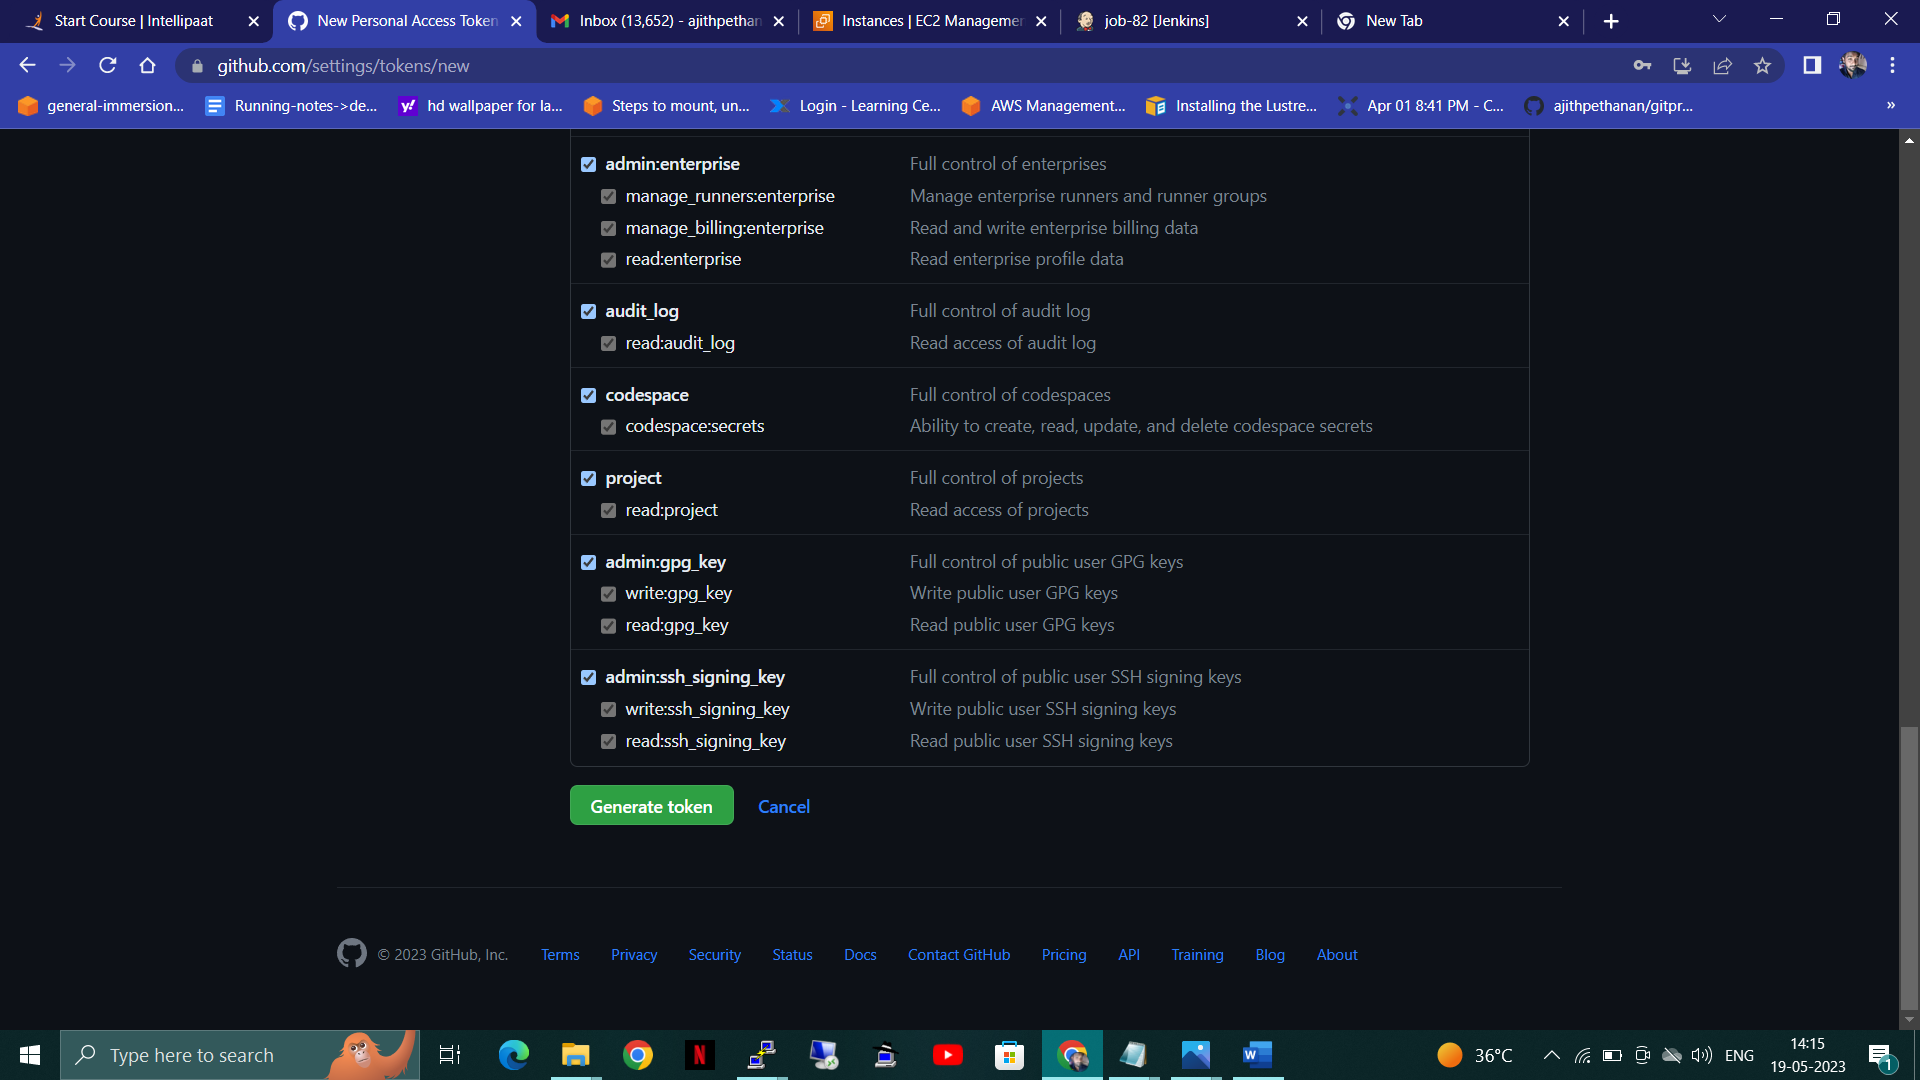 Start Course | Intellipaat
New Personal Access Token
Inbox (13,652) - ajithpethan
Instances | EC2 Managemen
job-82 [Jenkins]
New Tab
github.com/settings/tokens/new
general-immersion...
Running-notes->de...
hd wallpaper for la...
Steps to mount, un...
Login - Learning Ce...
AWS Management...
Installing the Lustre...
Apr 01 8:41 PM - C...
ajithpethanan/gitpr...
»
admin:enterprise Full control of enterprises
manage_runners:enterprise Manage enterprise runners and runner groups
manage_billing:enterprise Read and write enterprise billing data
read:enterprise Read enterprise profile data
audit_log Full control of audit log
read:audit_log Read access of audit log
codespace Full control of codespaces
codespace:secrets Ability to create, read, update, and delete codespace secrets
project Full control of projects
read:project Read access of projects
admin:gpg_key Full control of public user GPG keys
write:gpg_key Write public user GPG keys
read:gpg_key Read public user GPG keys
admin:ssh_signing_key Full control of public user SSH signing keys
write:ssh_signing_key Write public user SSH signing keys
read:ssh_signing_key Read public user SSH signing keys
Generate token Cancel
© 2023 GitHub, Inc. Terms Privacy Security Status Docs Contact GitHub Pricing API Training Blog About
Type here to search
36°C
ENG
14:15
19-05-2023
1